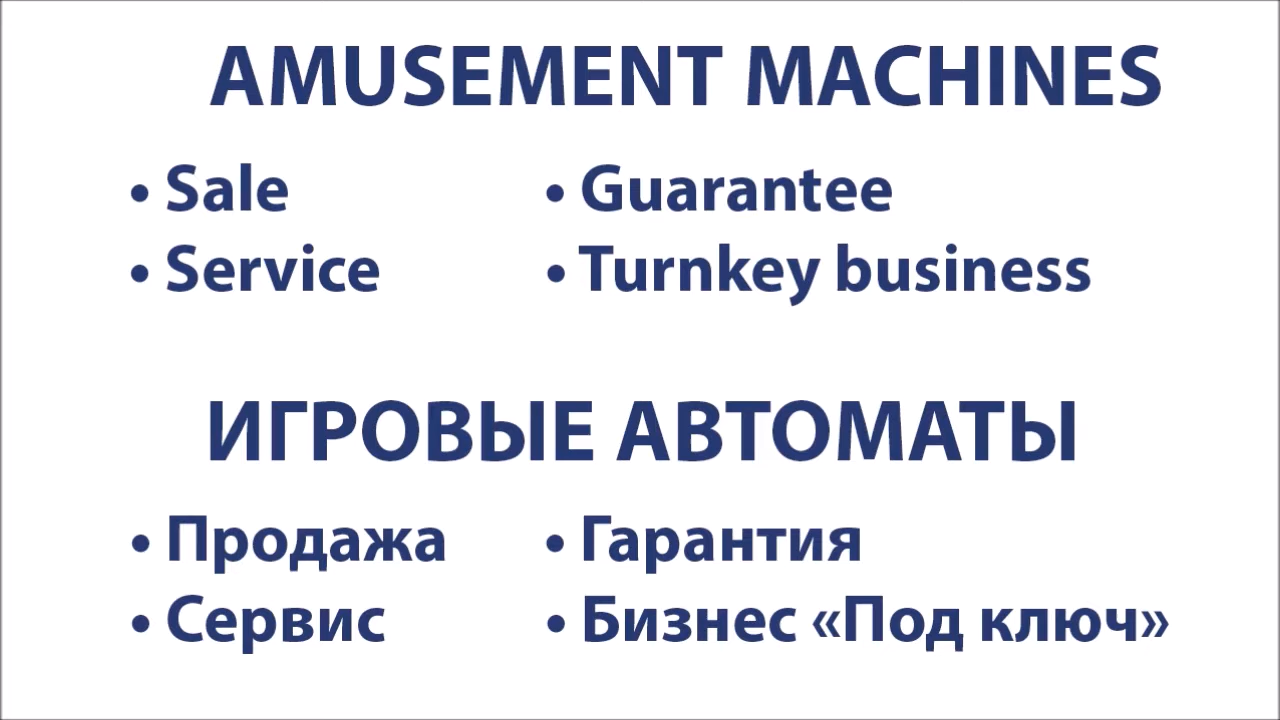 AMUSEMENT MACHINES
• Sale • Guarantee
• Service • Turnkey business
ИГРОВЫЕ АВТОМАТЫ
• Продажа • Гарантия
• Сервис • Бизнес «Под ключ»